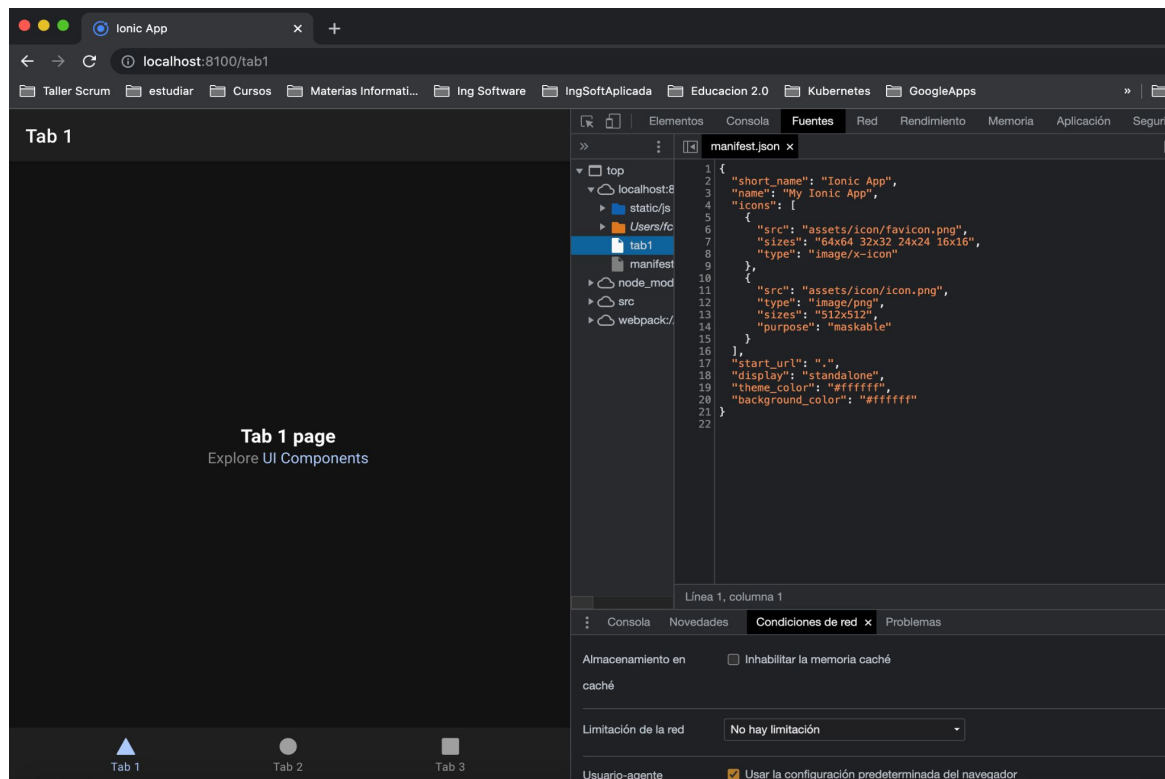 Ionic App
localhost:8100/tab1
Taller Scrum estudiar Cursos Materias Informati... Ing Software IngSoftAplicada Educacion 2.0 Kubernetes GoogleApps »
Tab 1
Tab 1 page
Explore UI Components
Tab 1 Tab 2 Tab 3
Elementos Consola Fuentes Red Rendimiento Memoria Aplicación Seguri
» manifest.json ×
top
localhost:8
static/js
Users/fc
tab1
manifest
node_mod
src
webpack:/
1 {
2 "short_name": "Ionic App",
3 "name": "My Ionic App",
4 "icons": [
5 {
6 "src": "assets/icon/favicon.png",
7 "sizes": "64x64 32x32 24x24 16x16",
8 "type": "image/x-icon"
9 },
10 {
11 "src": "assets/icon/icon.png",
12 "type": "image/png",
13 "sizes": "512x512",
14 "purpose": "maskable"
15 }
16 ],
17 "start_url": ".",
18 "display": "standalone",
19 "theme_color": "#ffffff",
20 "background_color": "#ffffff"
21 }
22
Línea 1, columna 1
Consola Novedades Condiciones de red × Problemas
Almacenamiento en caché
Inhabilitar la memoria caché
Limitación de la red No hay limitación
Usuario-agente Usar la configuración predeterminada del navegador